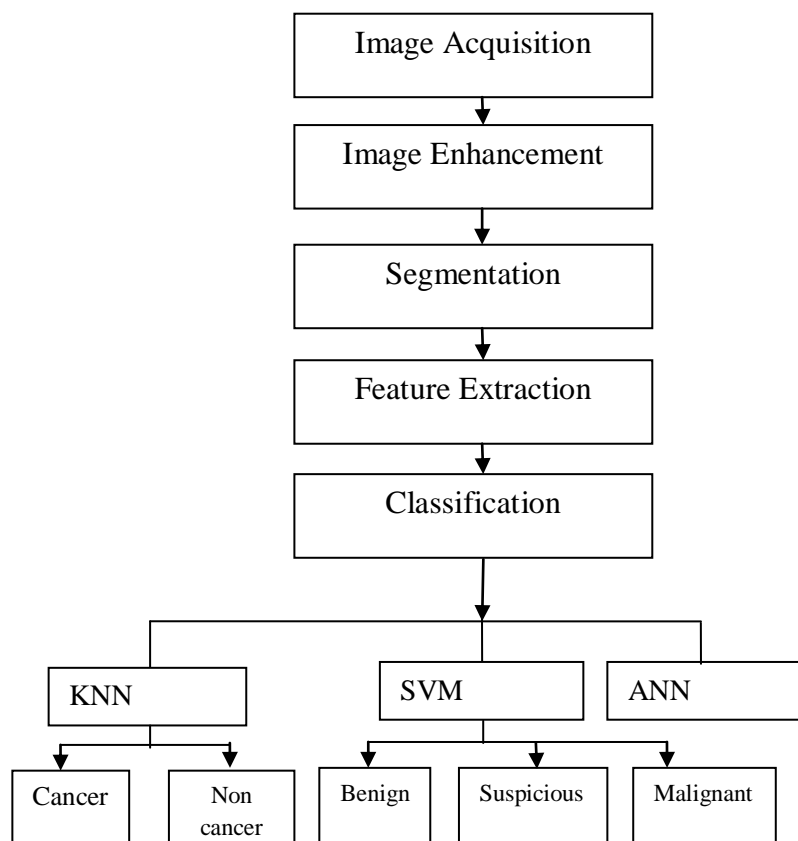 Image Acquisition
Image Enhancement
Segmentation
Feature Extraction
Classification
KNN
SVM
ANN
Cancer
Non
cancer
Benign
Suspicious
Malignant